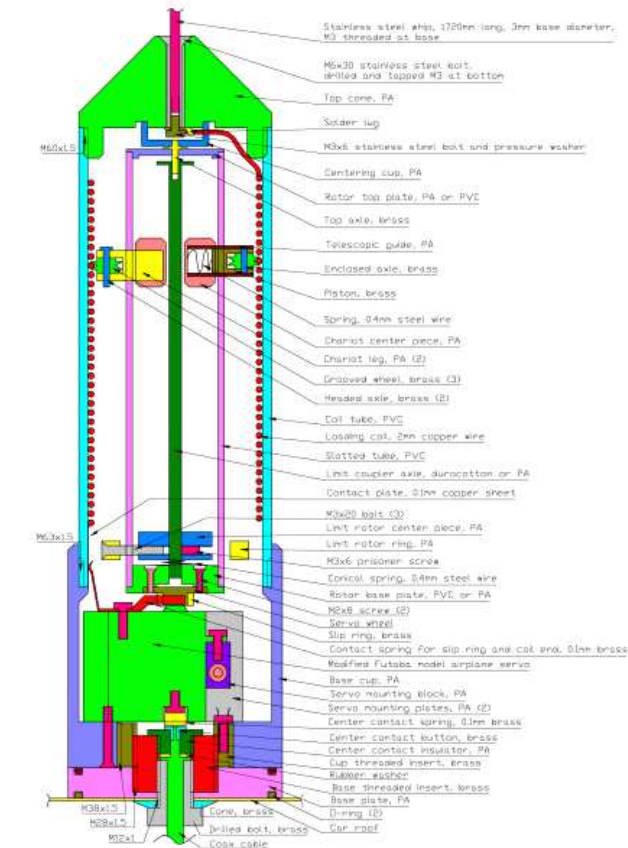 Stainless steel whip, 1720mm long, 3mm base diameter,
M3 threaded at base
M6x30 stainless steel bolt,
drilled and tapped M3 at bottom
Top cone, PA
Solder lug
M60x1.5
M3x6 stainless steel bolt and pressure washer
Centering cup, PA
Rotor top plate, PA or PVC
Top axle, brass
Telescopic guide, PA
Enclosed axle, brass
Piston, brass
Spring, 0.4mm steel wire
Chariot center piece, PA
Chariot leg, PA (2)
Grooved wheel, brass (3)
Headed axle, brass (2)
Coil tube, PVC
Loading coil, 2mm copper wire
Slotted tube, PVC
Limit coupler axle, durocotton or PA
Contact plate, 0.1mm copper sheet
M3x20 bolt (3)
Limit rotor center piece, PA
M63x1.5
Limit rotor ring, PA
M3x6 prisoner screw
Conical spring, 0.4mm steel wire
Rotor base plate, PVC or PA
M2x8 screw (2)
Servo wheel
Slip ring, brass
Contact spring for slip ring and coil end, 0.1mm brass
Modified Futaba model airplane servo
Base cup, PA
Servo mounting block, PA
Servo mounting plates, PA (2)
Center contact spring, 0.1mm brass
Center contact button, brass
Center contact insulator, PA
Cup threaded insert, brass
Rubber washer
Base threaded insert, brass
Base plate, PA
O-ring (2)
Car roof
M38x1.5
M28x1.5
M12x1
Cone, brass
Drilled bolt, brass
Coax cable